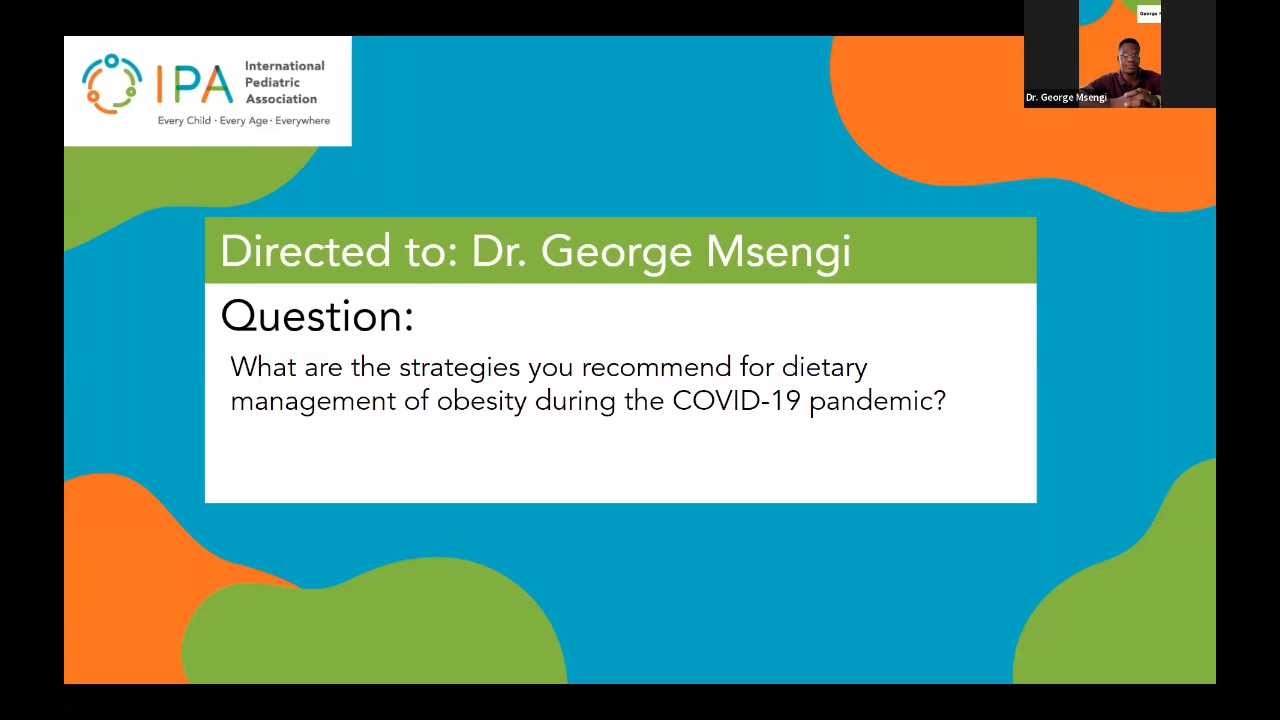 IPA
International
Pediatric
Association
Every Child · Every Age · Everywhere
George M
Dr. George Msengi
Directed to: Dr. George Msengi
Question:
What are the strategies you recommend for dietary
management of obesity during the COVID-19 pandemic?